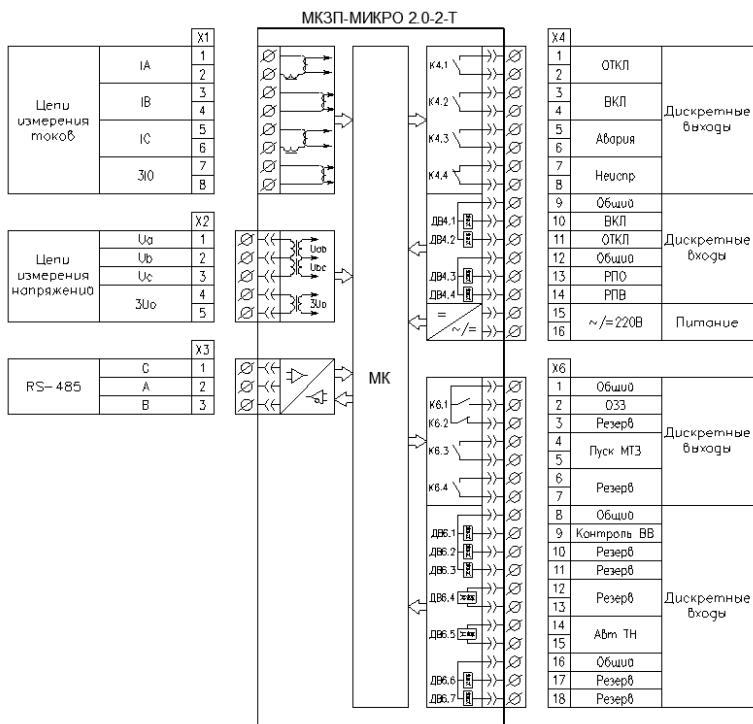 МКЗП-МИКРО 2.0-2-Т
X1
Цепи измерения токов
IA
1
2
IB
3
4
IC
5
6
3I0
7
8
X2
Цепи измерения напряжений
Ua
1
Ub
2
Uc
3
3Uo
4
5
Uab
Ubc
3Uo
X3
RS-485
C
1
A
2
B
3
МК
К4.1
К4.2
К4.3
К4.4
ДВ4.1
ДВ4.2
ДВ4.3
ДВ4.4
=
~/=
К6.1
К6.2
К6.3
К6.4
ДВ6.1
ДВ6.2
ДВ6.3
ДВ6.4
ДВ6.5
ДВ6.6
ДВ6.7
X4
1
2
ОТКЛ
3
4
ВКЛ
5
6
Авария
7
8
Неиспр
Дискретные выходы
9
Общий
10
ВКЛ
11
ОТКЛ
12
Общий
13
РПО
14
РПВ
Дискретные входы
15
16
~/=220В
Питание
X6
1
Общий
2
ОЗЗ
3
Резерв
4
5
Пуск МТЗ
6
7
Резерв
Дискретные выходы
8
Общий
9
Контроль ВВ
10
Резерв
11
Резерв
12
13
Резерв
14
15
Авт ТН
16
Общий
17
Резерв
18
Резерв
Дискретные входы